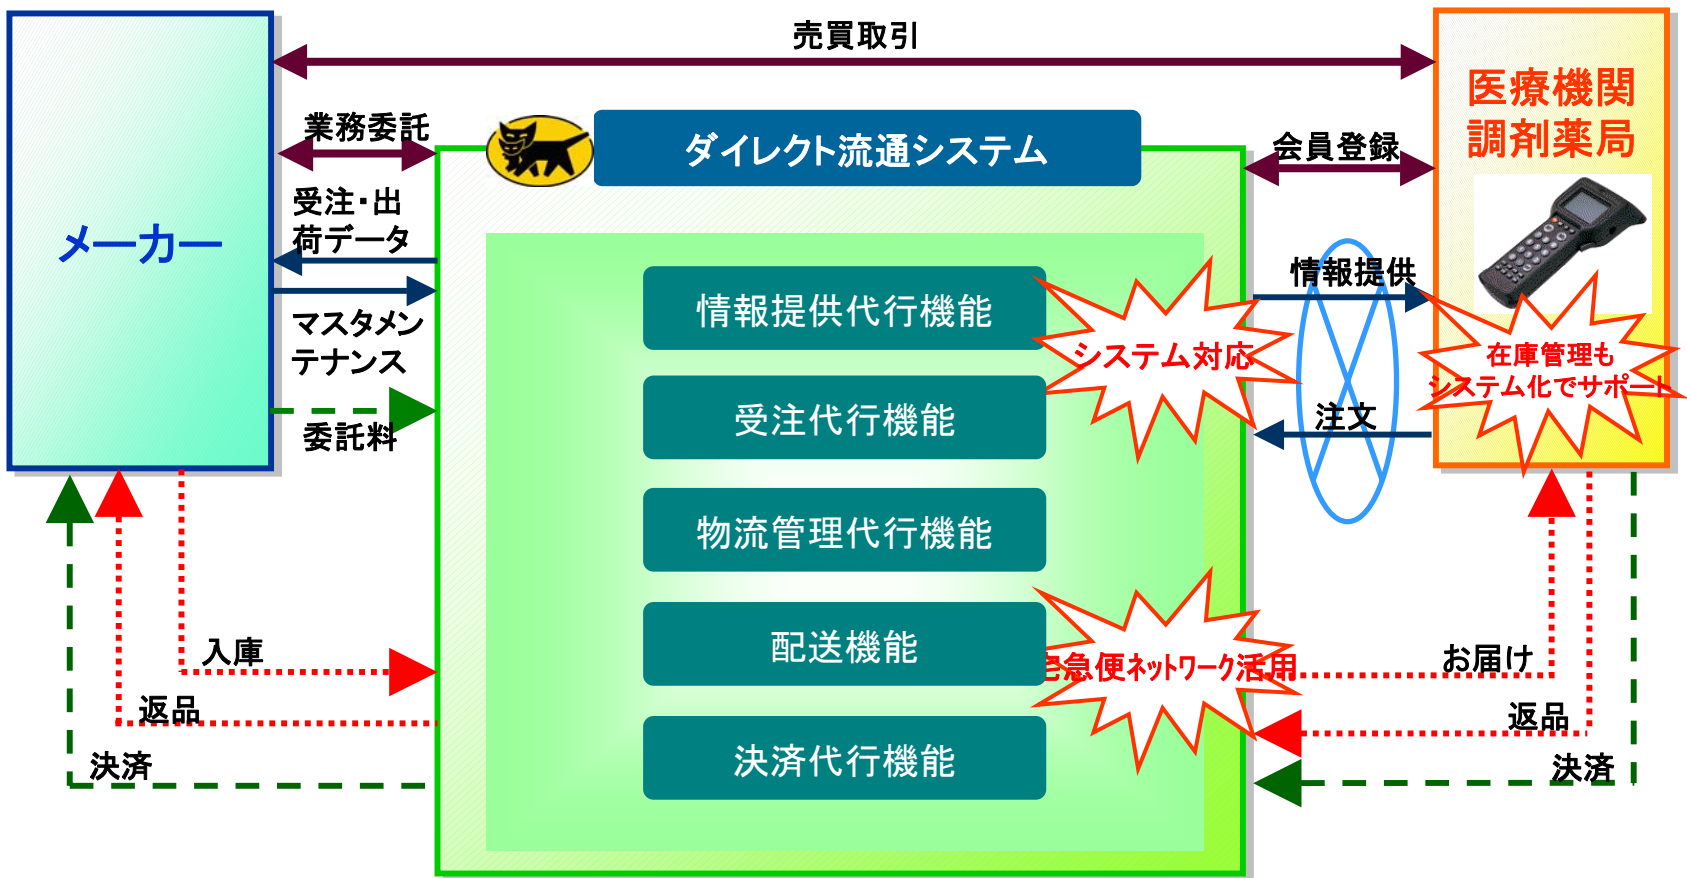 売買取引
業務委託
ダイレクト流通システム
会員登録
医療機関
調剤薬局
メーカー
受注・出
荷データ
マスタメン
テナンス
委託料
情報提供代行機能
受注代行機能
物流管理代行機能
配送機能
決済代行機能
システム対応
急便ネットワーク活用
情報提供
注文
在庫管理も
システム化でサポート
入庫
返品
決済
お届け
返品
決済